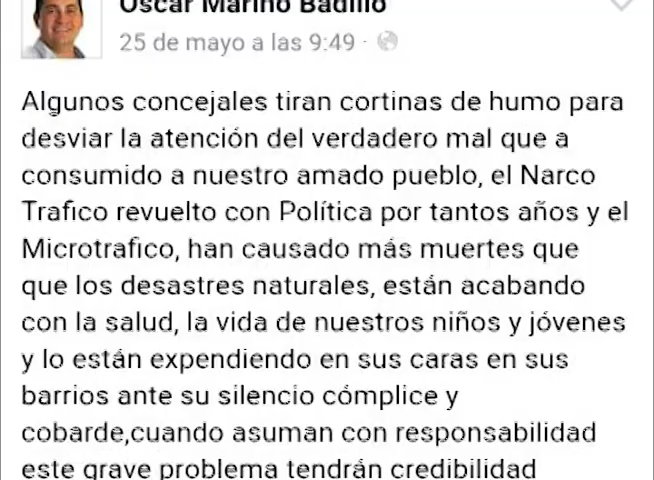 Oscar Marino Badillo
25 de mayo a las 9:49 ·
Algunos concejales tiran cortinas de humo para
desviar la atención del verdadero mal que a
consumido a nuestro amado pueblo, el Narco
Trafico revuelto con Política por tantos años y el
Microtrafico, han causado más muertes que
que los desastres naturales, están acabando
con la salud, la vida de nuestros niños y jóvenes
y lo están expendiendo en sus caras en sus
barrios ante su silencio cómplice y
cobarde,cuando asuman con responsabilidad
este grave problema tendrán credibilidad